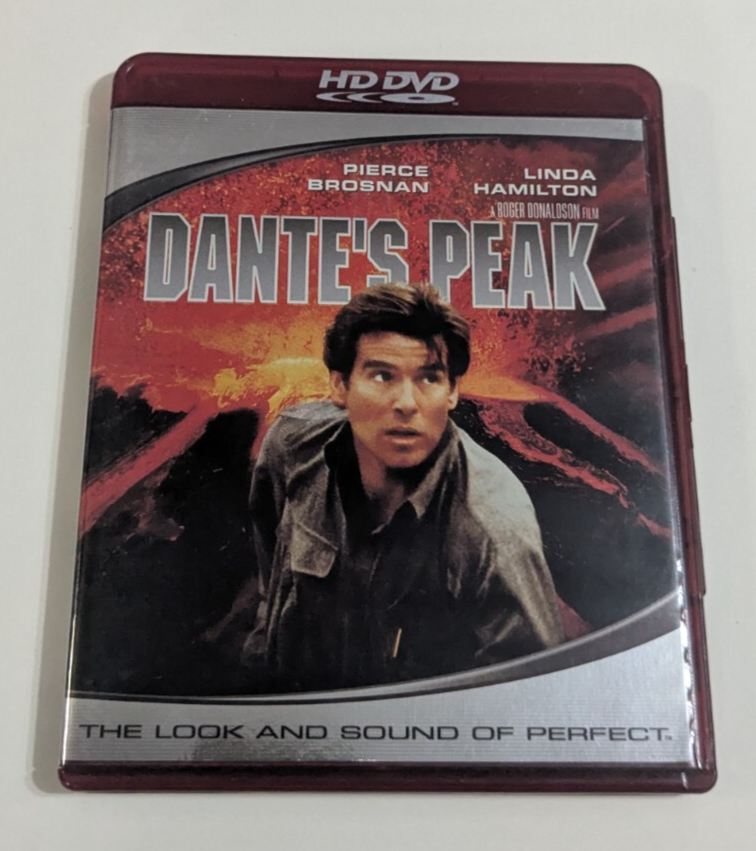 HD DVD
PIERCE BROSNAN
LINDA HAMILTON
A ROGER DONALDSON FILM
DANTE'S PEAK
THE LOOK AND SOUND OF PERFECT.